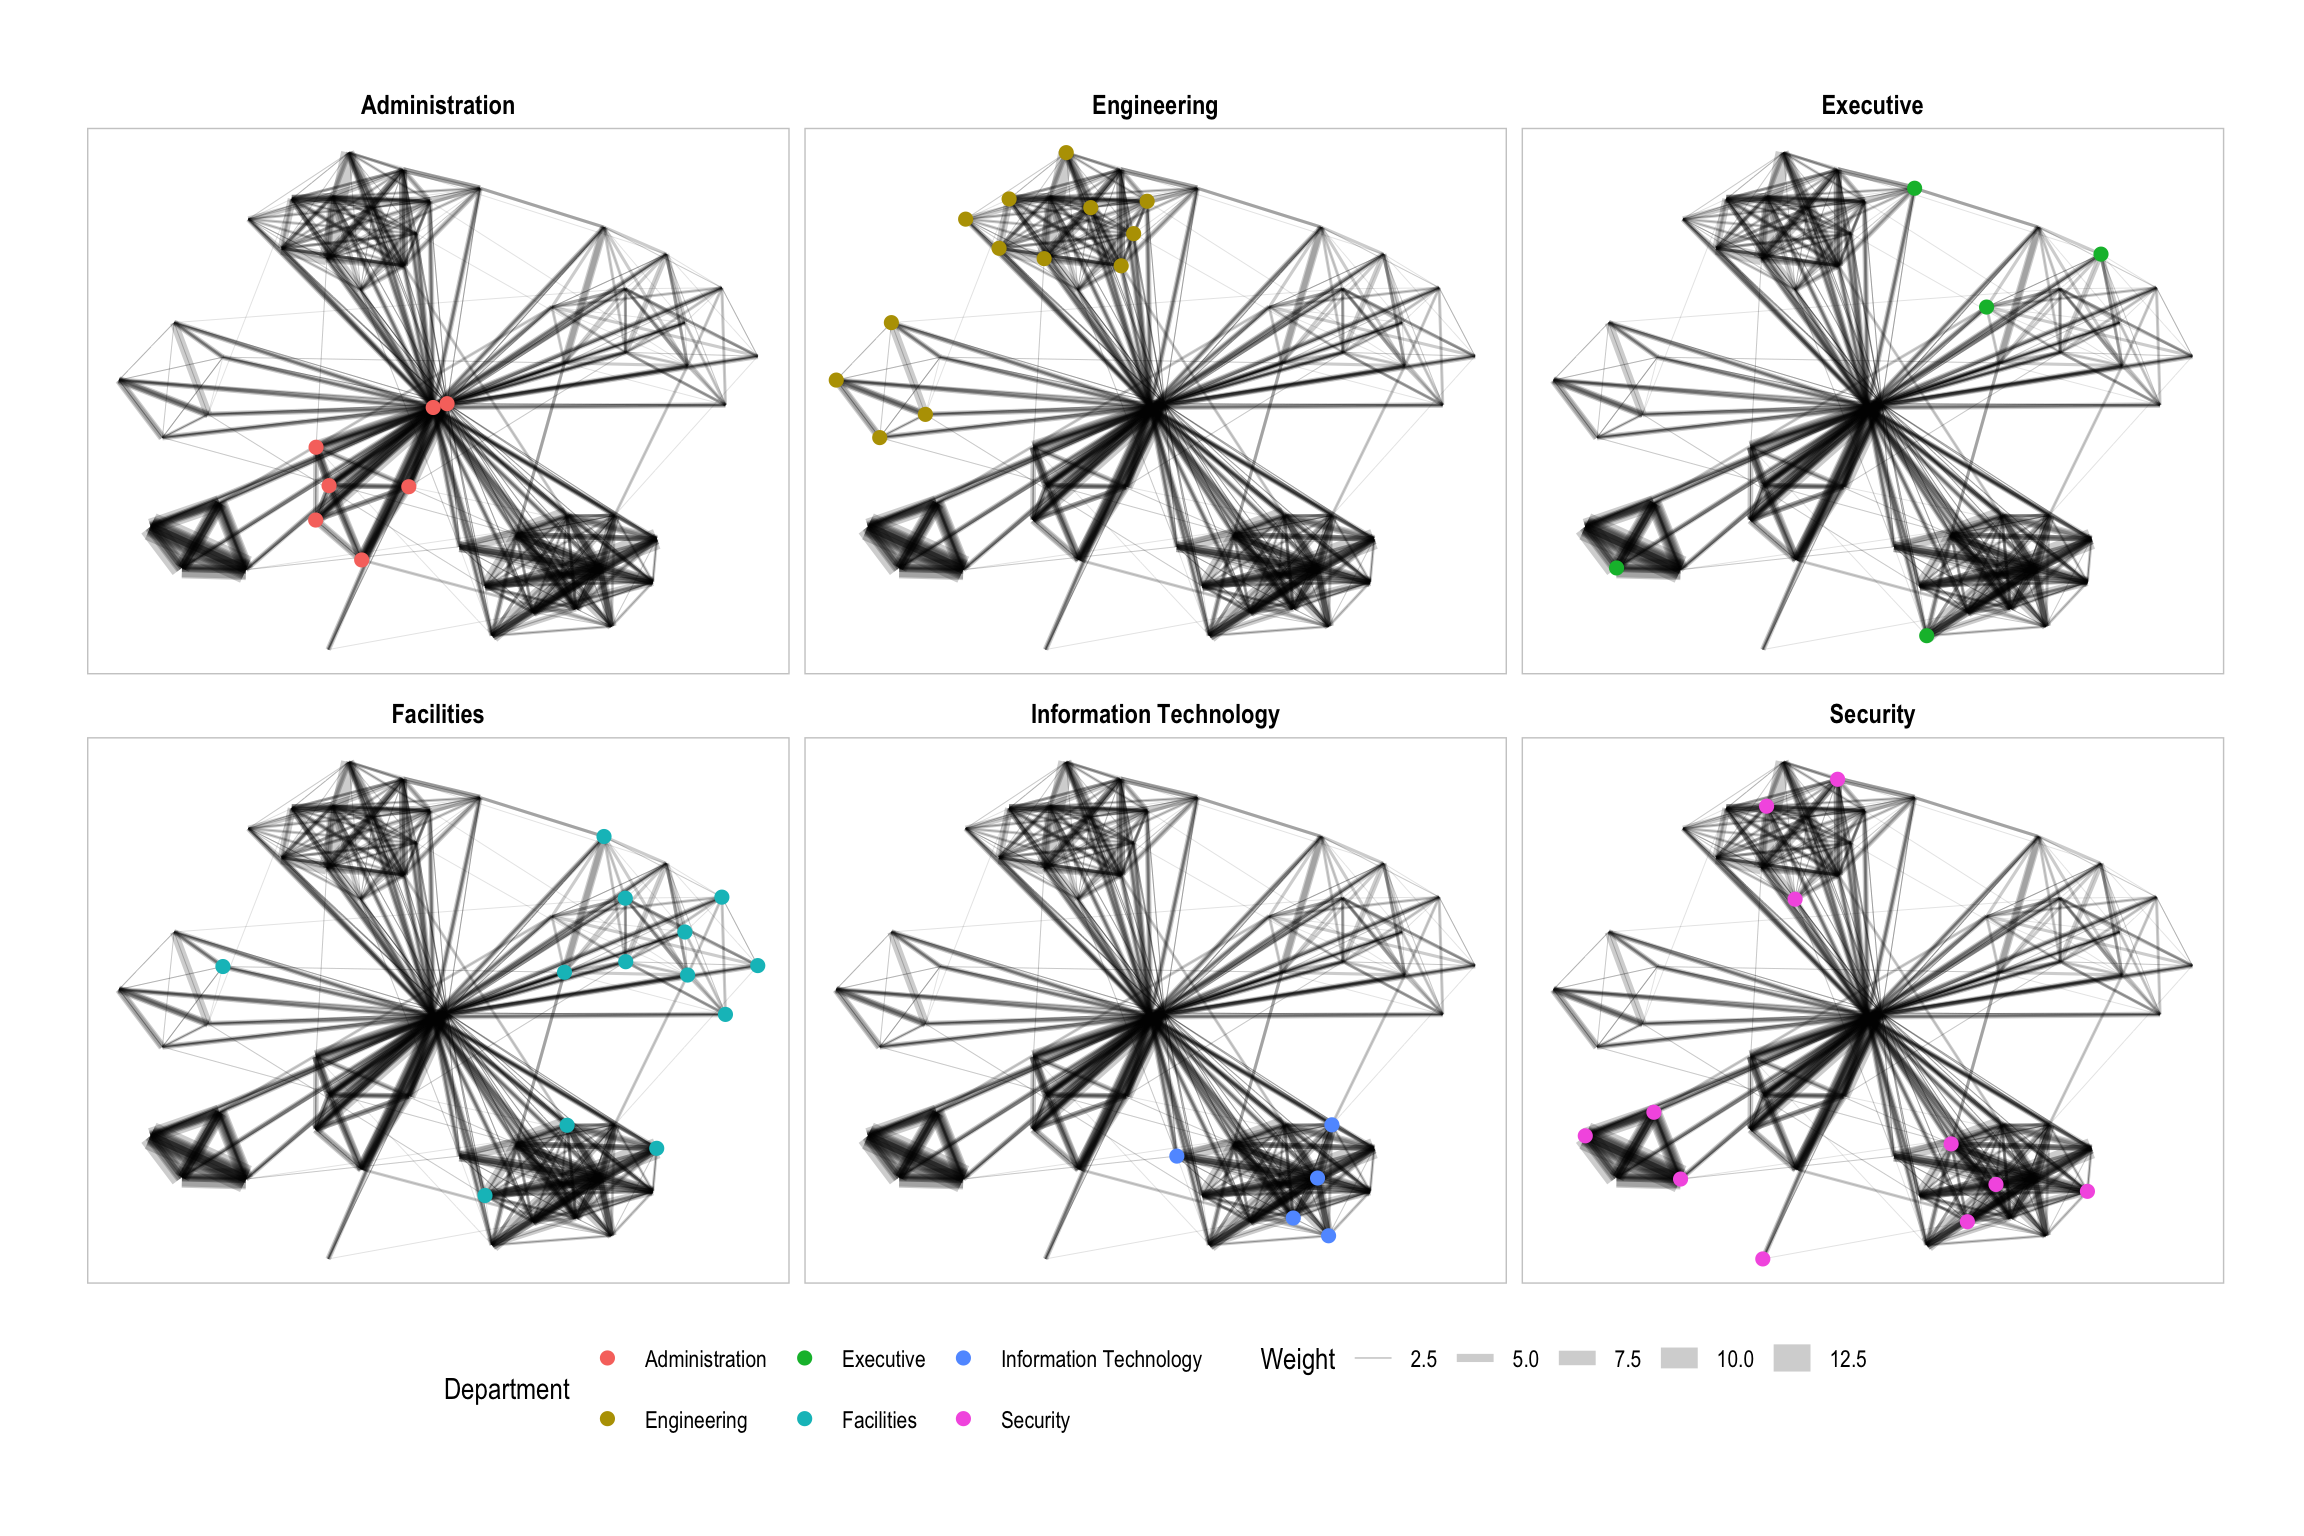 Administration
Engineering
Executive
Facilities
Information Technology
Security
Department
Administration
Executive
Information Technology
Engineering
Facilities
Security
Weight
2.5
5.0
7.5
10.0
12.5